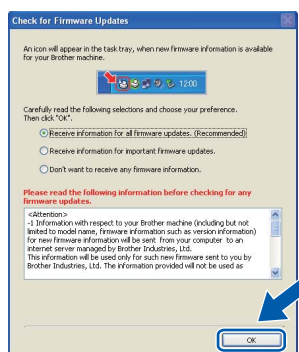 Check for Firmware Updates
An icon will appear in the task tray, when new firmware information is available
for your Brother machine.
12:00
Carefully read the following selections and choose your preference.
Then click "OK".
Receive information for all firmware updates. (Recommended)
Receive information for important firmware updates.
Don't want to receive any firmware information.
Please read the following information before checking for any
firmware updates.
<Attention>
-1 Information with respect to your Brother machine (including but not
limited to model name, firmware information such as version information)
for new firmware information will be sent from your computer to an
internet server managed by Brother Industries, Ltd.
This information will be used only for such new firmware sent to you by
Brother Industries, Ltd. The information provided will not be used as
OK